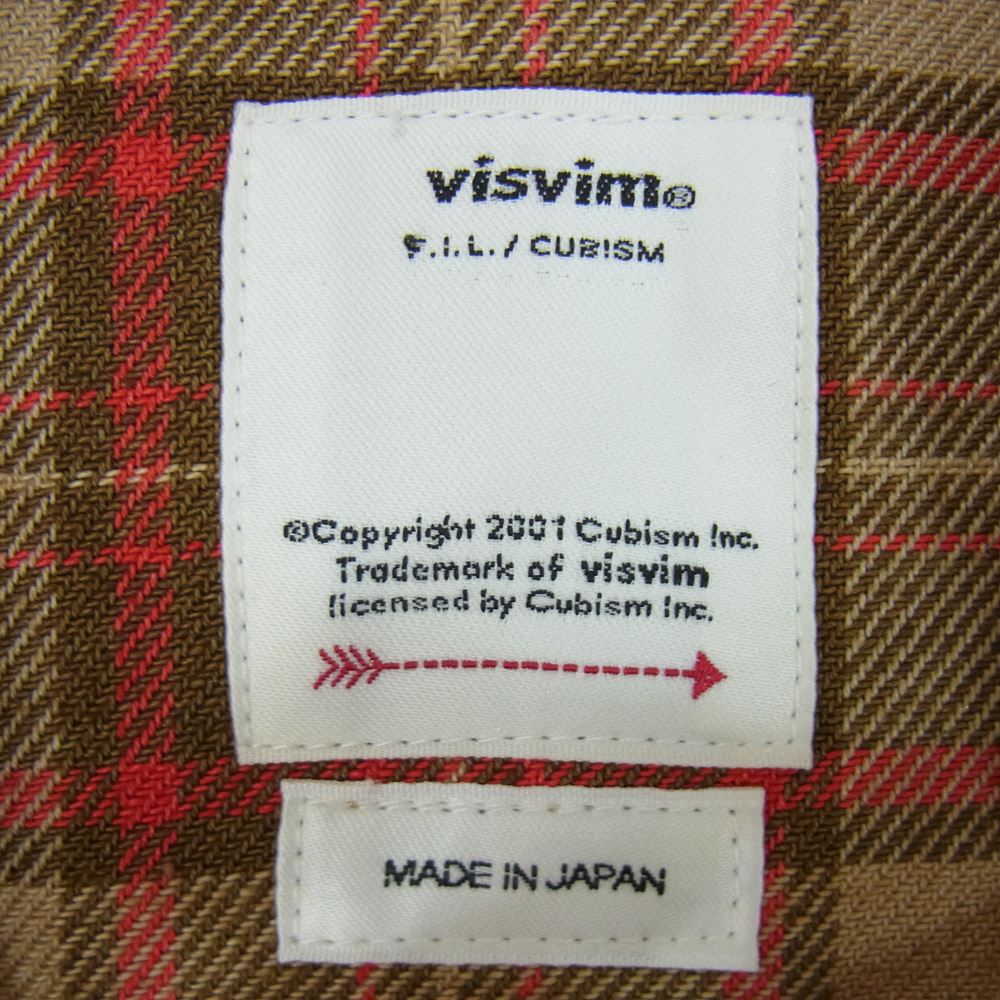 visvim®
F.I.L. / CUBISM
©Copyright 2001 Cubism Inc.
Trademark of visvim
licensed by Cubism Inc.
MADE IN JAPAN